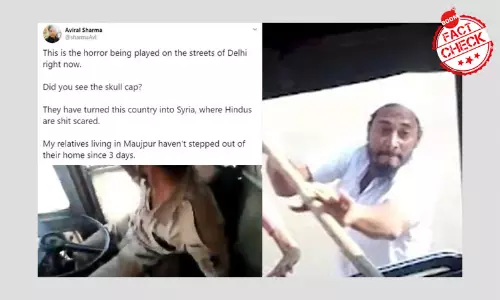 Aviral Sharma
@sharmaAvl
This is the horror being played on the streets of Delhi
right now.
Did you see the skull cap?
They have turned this country into Syria, where Hindus
are shit scared.
My relatives living in Maujpur haven't stepped out of
their home since 3 days.
BOOM
FACT
CHECK